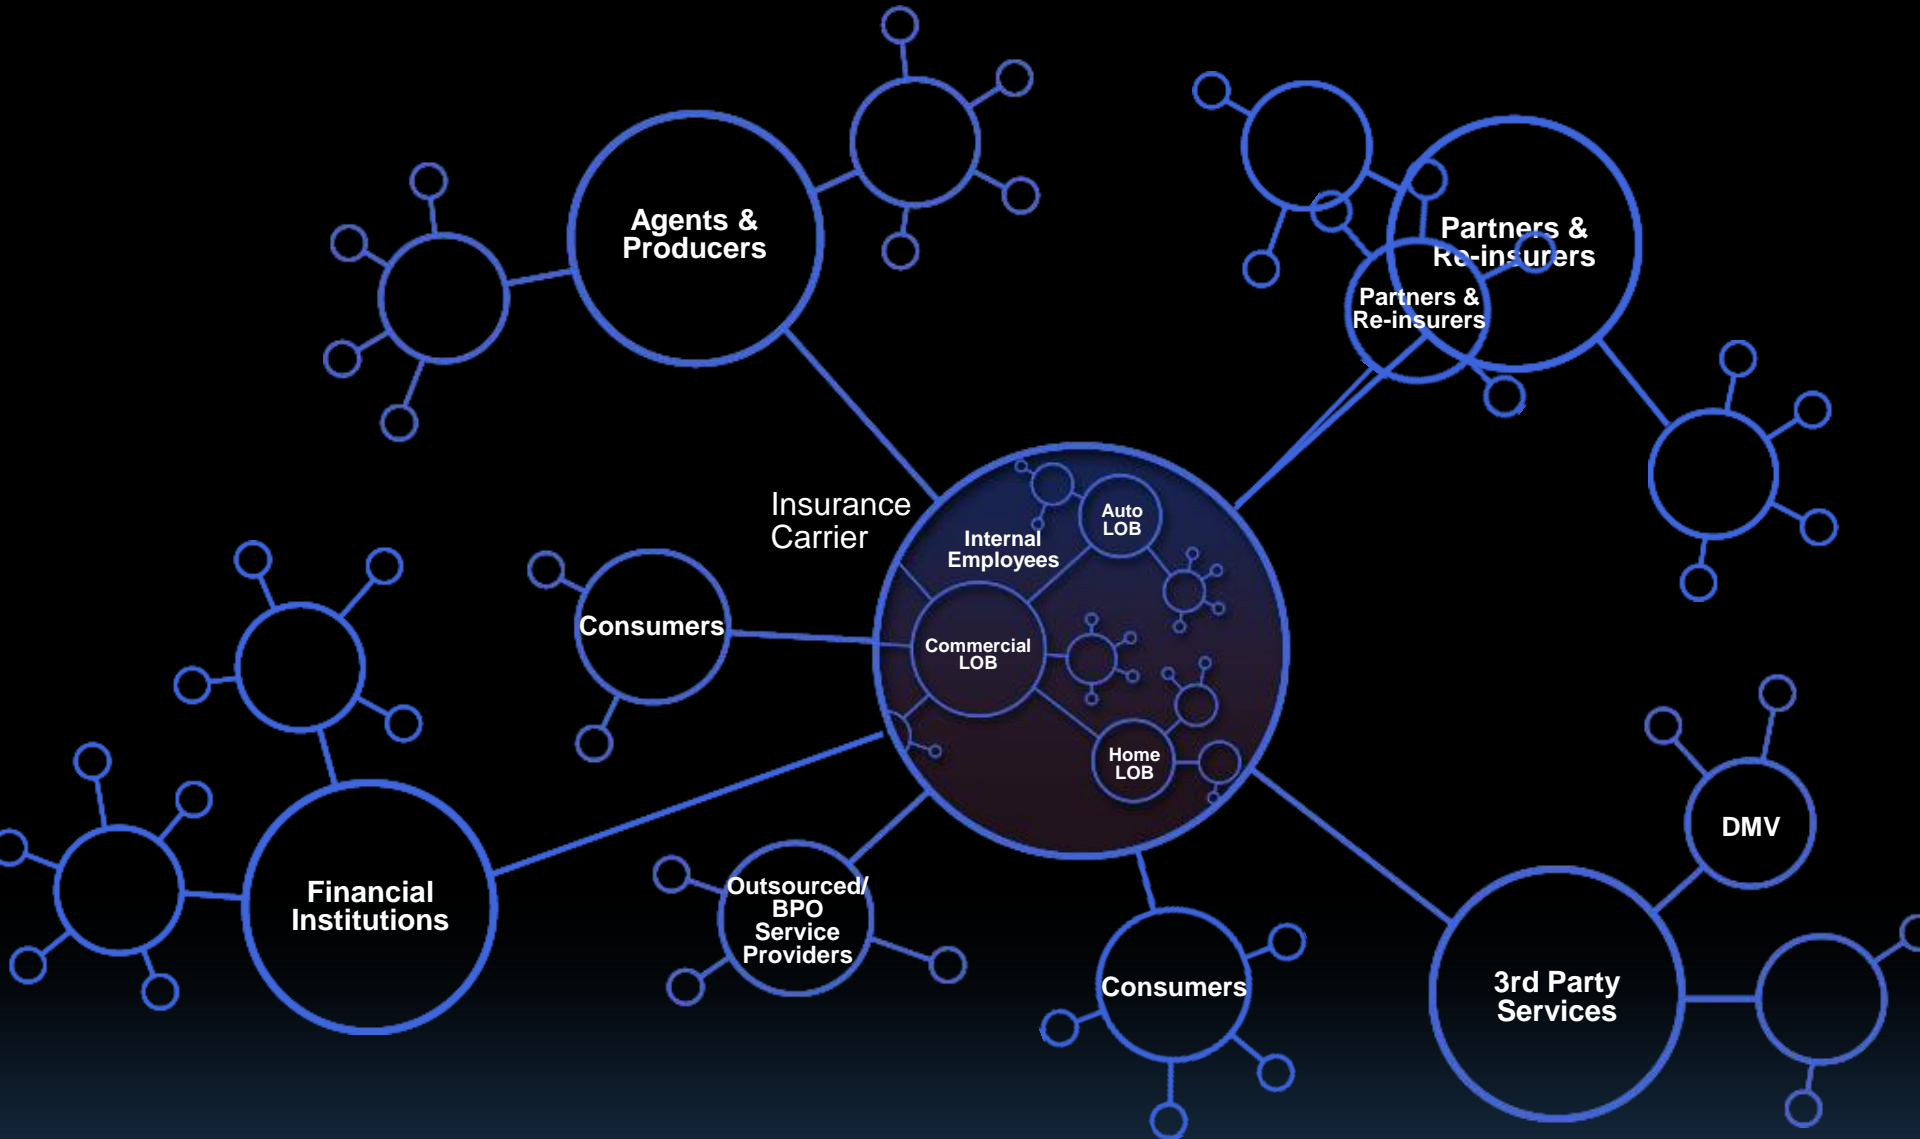 Agents &
Producers
Partners &
Re-insurers
Partners &
Re-insurers
Insurance
Carrier
Auto
LOB
Internal
Employees
Consumers
Commercial
LOB
Home
LOB
DMV
Financial
Institutions
Outsourced/
BPO
Service
Providers
Consumers
3rd Party
Services